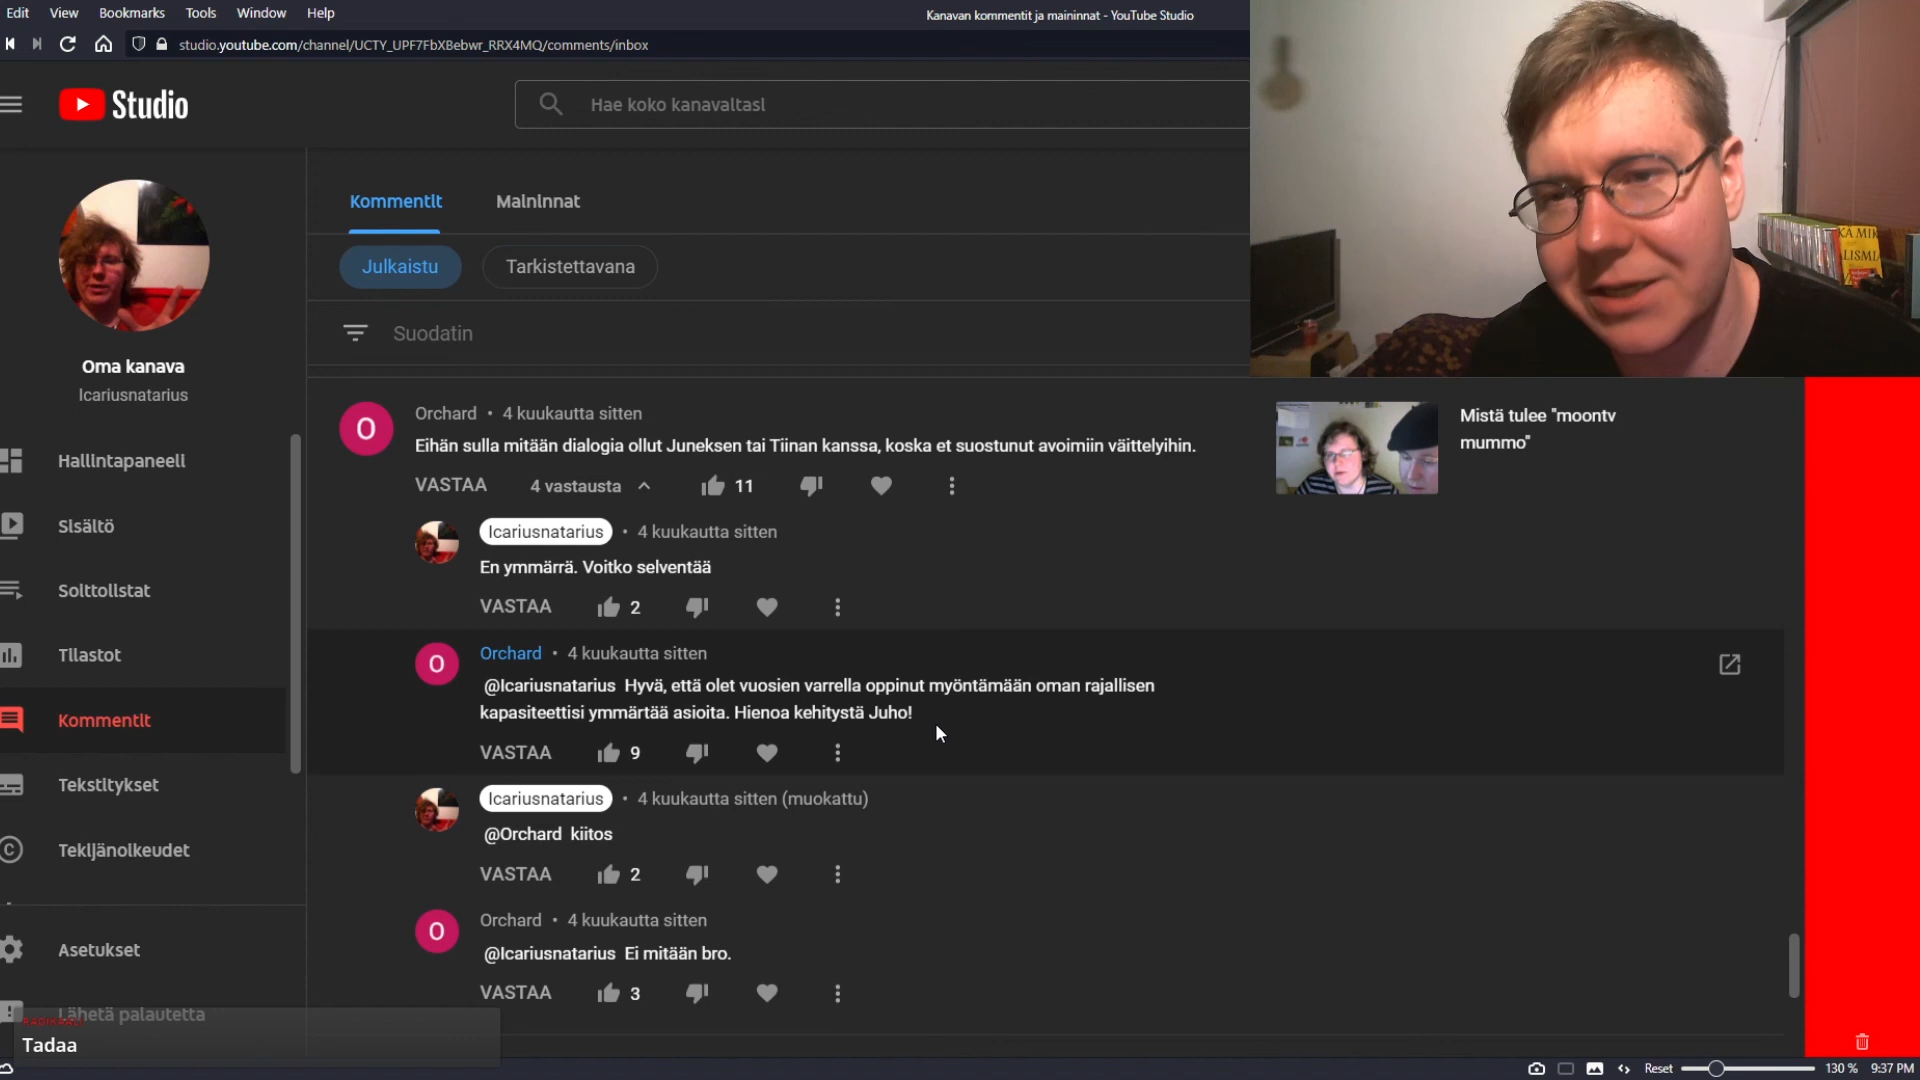 Edit View Bookmarks Tools Window Help
Kanavan kommentit ja maininnat - YouTube Studio
studio.youtube.com/channel/UCTY_UPF7FbXBebwr_RRX4MQ/comments/inbox
Studio
Hae koko kanavaltasi
Oma kanava
Icariusnatarius
Hallintapaneeli
Sisältö
Soittolistat
Tilastot
Kommentit
Tekstitykset
Tekijänoikeudet
Asetukset
Lähetä palautetta
Tadaa
Kommentit Maininnat
Julkaistu Tarkistettavana
Suodatin
Orchard • 4 kuukautta sitten
Eihän sulla mitään dialogia ollut Juneksen tai Tiinan kanssa, koska et suostunut avoimiin väittelyihin.
VASTAA 4 vastausta 11
Mistä tulee "moontv
mummo"
Icariusnatarius • 4 kuukautta sitten
En ymmärrä. Voitko selventää
VASTAA 2
O Orchard • 4 kuukautta sitten
@Icariusnatarius Hyvä, että olet vuosien varrella oppinut myöntämään oman rajallisen
kapasiteettisi ymmärtää asioita. Hienoa kehitystä Juho!
VASTAA 9
Icariusnatarius • 4 kuukautta sitten (muokattu)
@Orchard kiitos
VASTAA 2
O Orchard • 4 kuukautta sitten
@Icariusnatarius Ei mitään bro.
VASTAA 3
Reset 130 % 9:37 PM